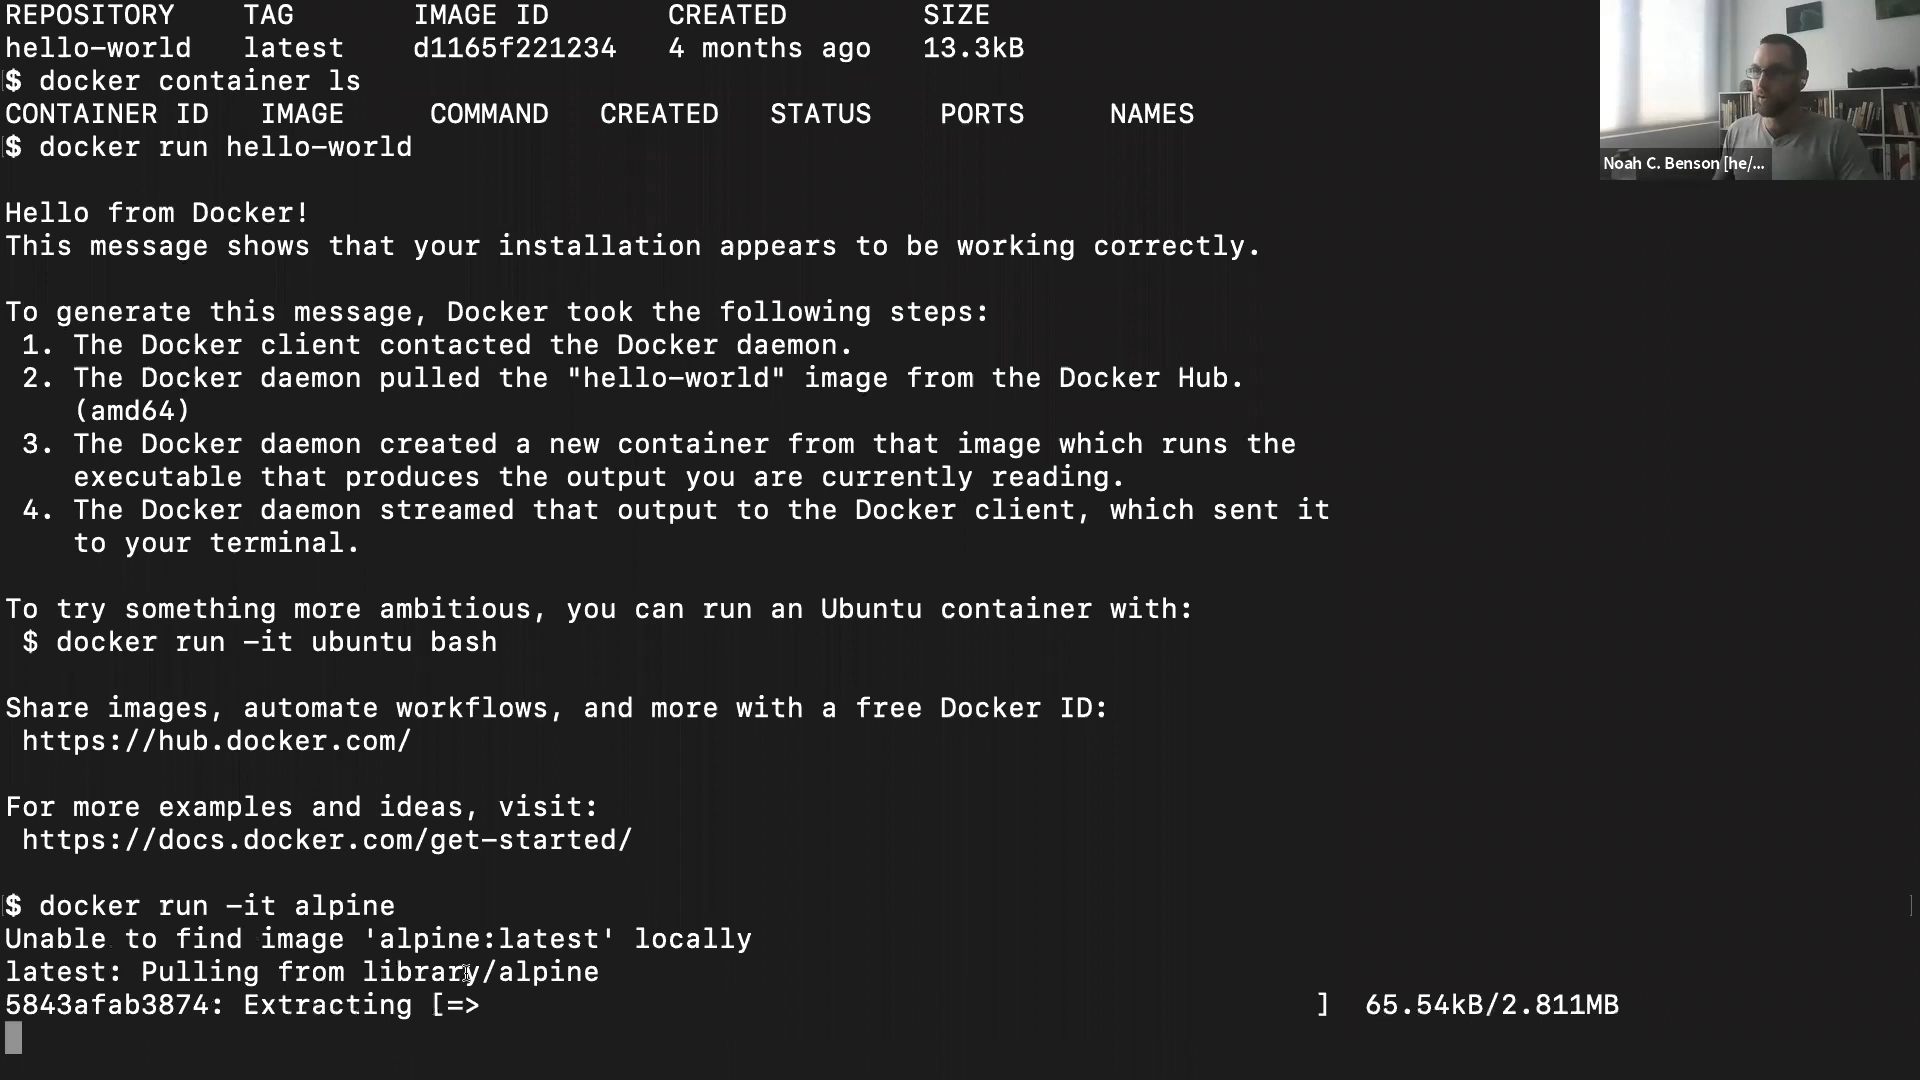 REPOSITORY TAG IMAGE ID CREATED SIZE
hello-world latest d1165f221234 4 months ago 13.3kB
$ docker container ls
CONTAINER ID IMAGE COMMAND CREATED STATUS PORTS NAMES
$ docker run hello-world
Hello from Docker!
This message shows that your installation appears to be working correctly.
To generate this message, Docker took the following steps:
1. The Docker client contacted the Docker daemon.
2. The Docker daemon pulled the "hello-world" image from the Docker Hub.
(amd64)
3. The Docker daemon created a new container from that image which runs the
executable that produces the output you are currently reading.
4. The Docker daemon streamed that output to the Docker client, which sent it
to your terminal.
To try something more ambitious, you can run an Ubuntu container with:
$ docker run -it ubuntu bash
Share images, automate workflows, and more with a free Docker ID:
https://hub.docker.com/
For more examples and ideas, visit:
https://docs.docker.com/get-started/
$ docker run -it alpine
Unable to find image 'alpine:latest' locally
latest: Pulling from library/alpine
5843afab3874: Extracting [=> ] 65.54kB/2.811MB
Noah C. Benson [he/...